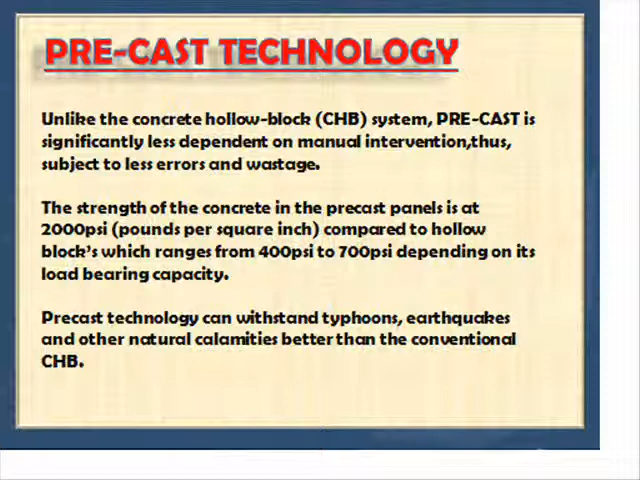 PRE-CAST TECHNOLOGY
Unlike the concrete hollow-block (CHB) system, PRE-CAST is
significantly less dependent on manual intervention,thus,
subject to less errors and wastage.
The strength of the concrete in the precast panels is at
2000psi (pounds per square inch) compared to hollow
block's which ranges from 400psi to 700psi depending on its
load bearing capacity.
Precast technology can withstand typhoons, earthquakes
and other natural calamities better than the conventional
CHB.